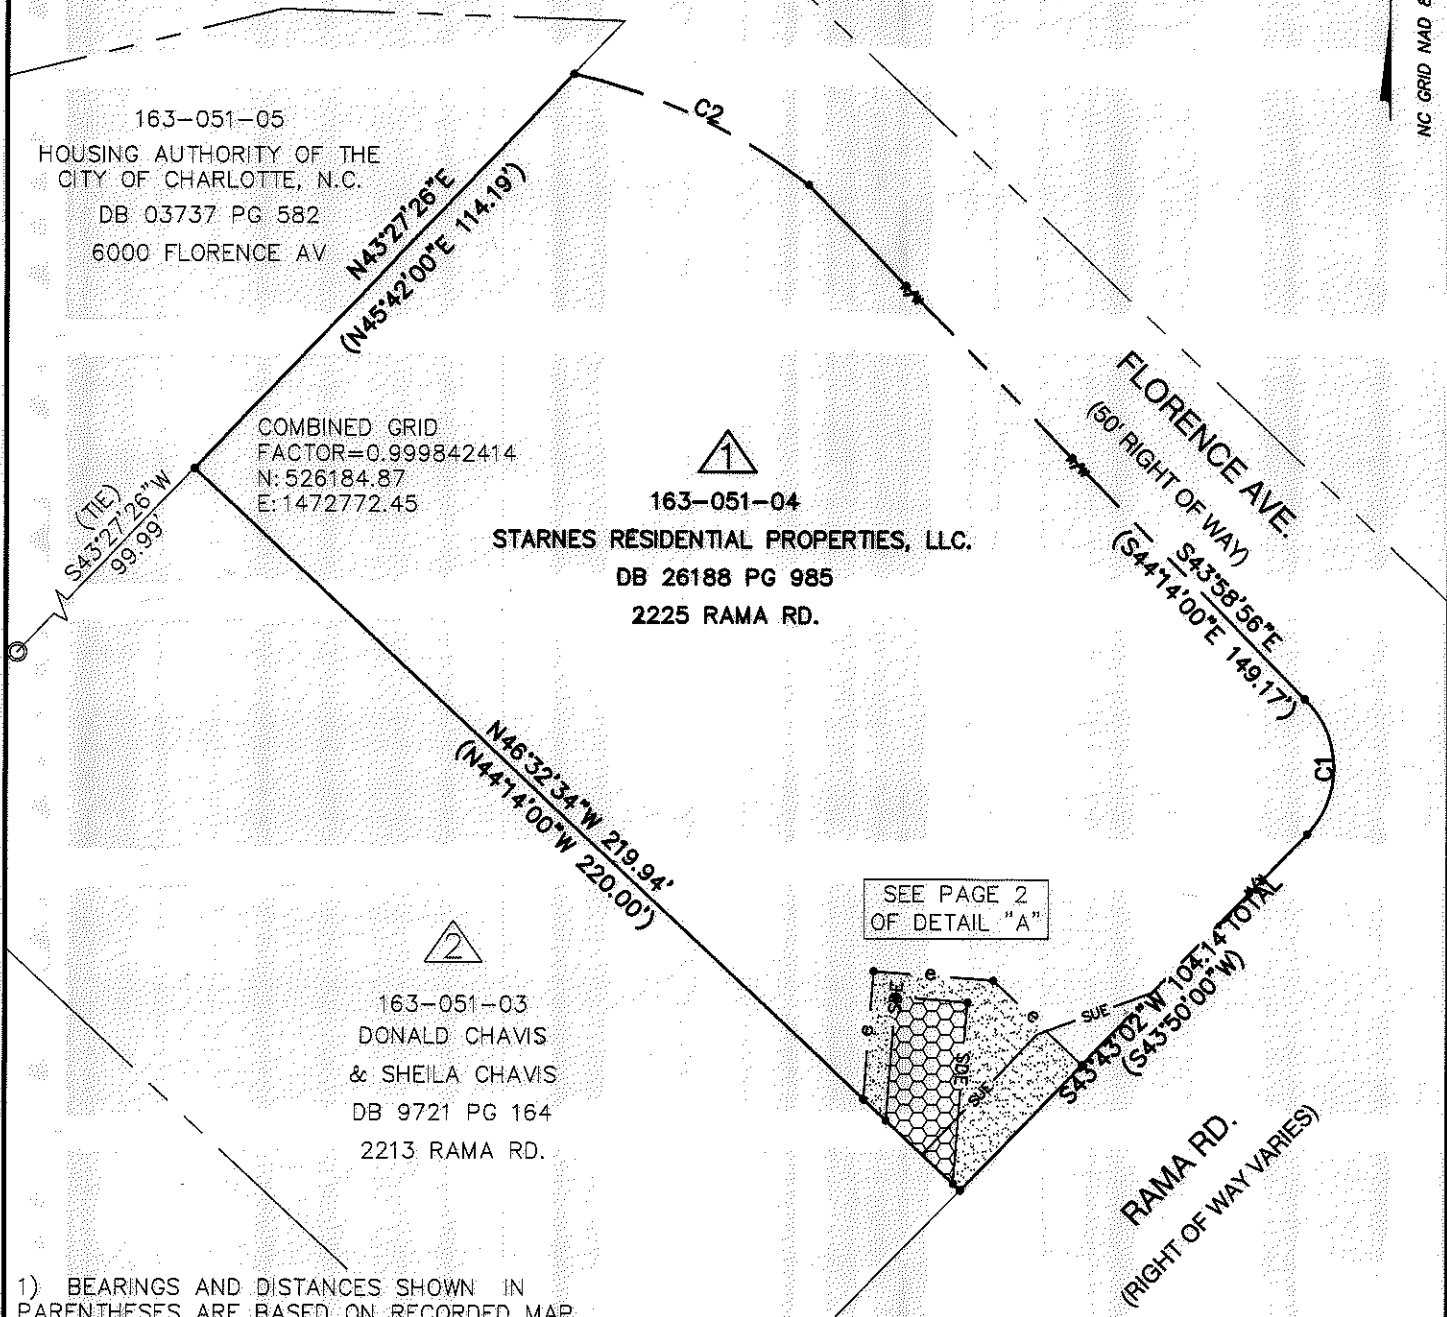 NC GRID NAD 8
163-051-05
HOUSING AUTHORITY OF THE
CITY OF CHARLOTTE, N.C.
DB 03737 PG 582
6000 FLORENCE AV
N43°27'26"E
(N45°42'00"E 114.19')
C2
COMBINED GRID
FACTOR=0.999842414
N: 526184.87
E: 1472772.45
(TIE)
S43°27'26"W
99.99'
1
163-051-04
STARNES RESIDENTIAL PROPERTIES, LLC.
DB 26188 PG 985
2225 RAMA RD.
FLORENCE AVE.
(50' RIGHT OF WAY)
S43°58'56"E
(S44°14'00"E 149.17')
C1
N46°32'34"W 219.94'
(N44°14'00"W 220.00')
SEE PAGE 2
OF DETAIL "A"
2
163-051-03
DONALD CHAVIS
& SHEILA CHAVIS
DB 9721 PG 164
2213 RAMA RD.
e
e
e
SUE
SDE
SUE
SUE
S43°43'02"W 104.14 TOTAL
(S43°50'00"W)
RAMA RD.
(RIGHT OF WAY VARIES)
1) BEARINGS AND DISTANCES SHOWN IN
PARENTHESES ARE BASED ON RECORDED MAP